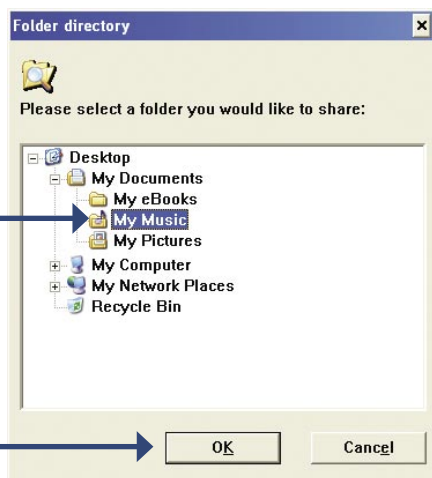 Folder directory
Please select a folder you would like to share:
Desktop
My Documents
My eBooks
My Music
My Pictures
My Computer
My Network Places
Recycle Bin
OK
Cancel